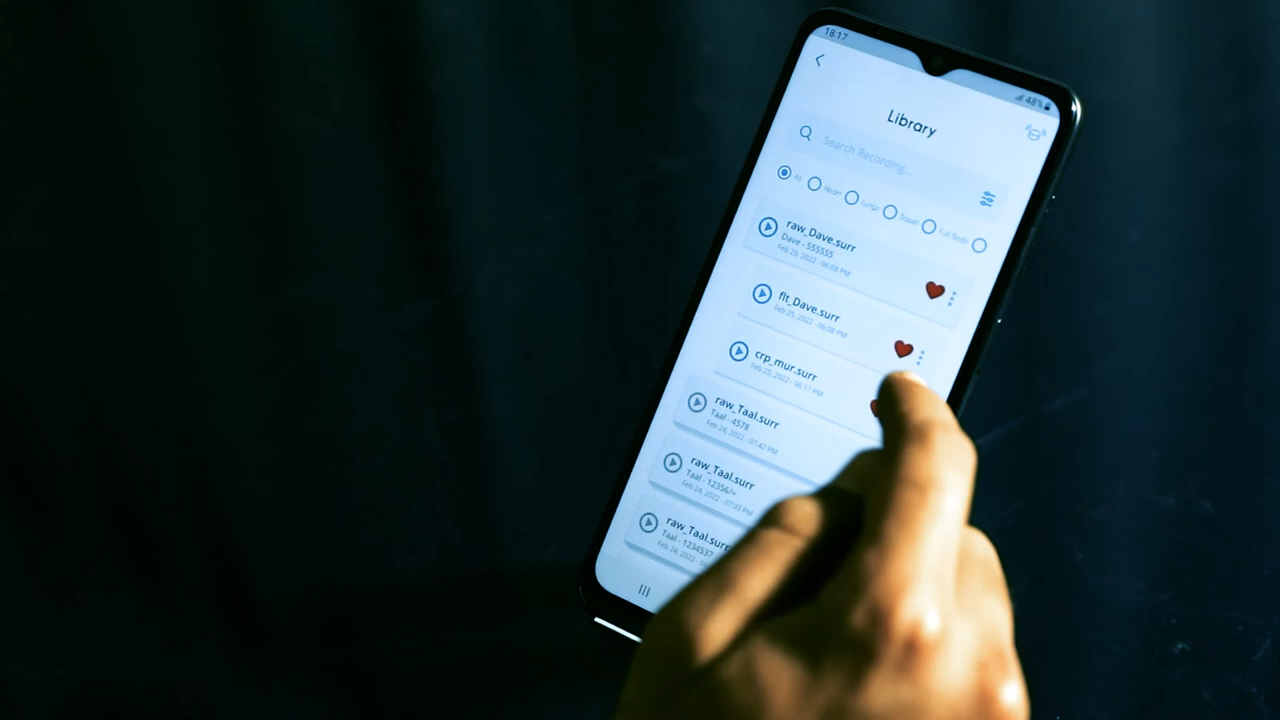 18:17
48%
Library
Search Recording...
All Heart Lungs Bowel Full Body
raw_Dave.surr
Dave - 555555
Feb 25, 2022 - 06:08 PM
flt_Dave.surr
Feb 25, 2022 - 06:08 PM
crp_mur.surr
Feb 25, 2022 - 06:17 PM
raw_Taal.surr
Taal - 4578
Feb 24, 2022 - 07:42 PM
raw_Taal.surr
Taal - 12356/+
Feb 24, 2022 - 07:33 PM
raw_Taal.surr
Taal - 1234537
Feb 24, 2022 -